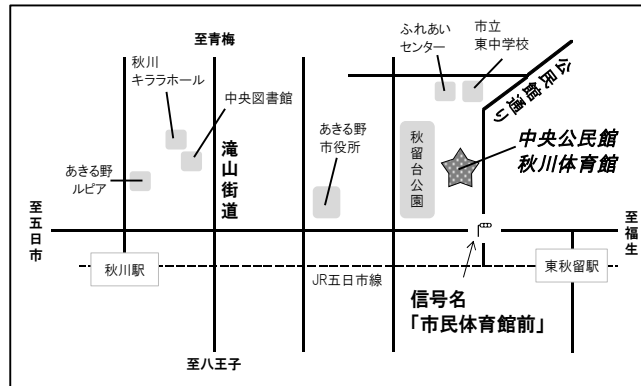 至青梅
ふれあい
センター
市立
東中学校
秋川
キララホール
中央図書館
公民館通り
あきる野
市役所
秋留台公園
中央公民館
秋川体育館
滝山街道
あきる野
ルピア
至五日市
至福生
秋川駅
JR五日市線
東秋留駅
信号名
「市民体育館前」
至八王子